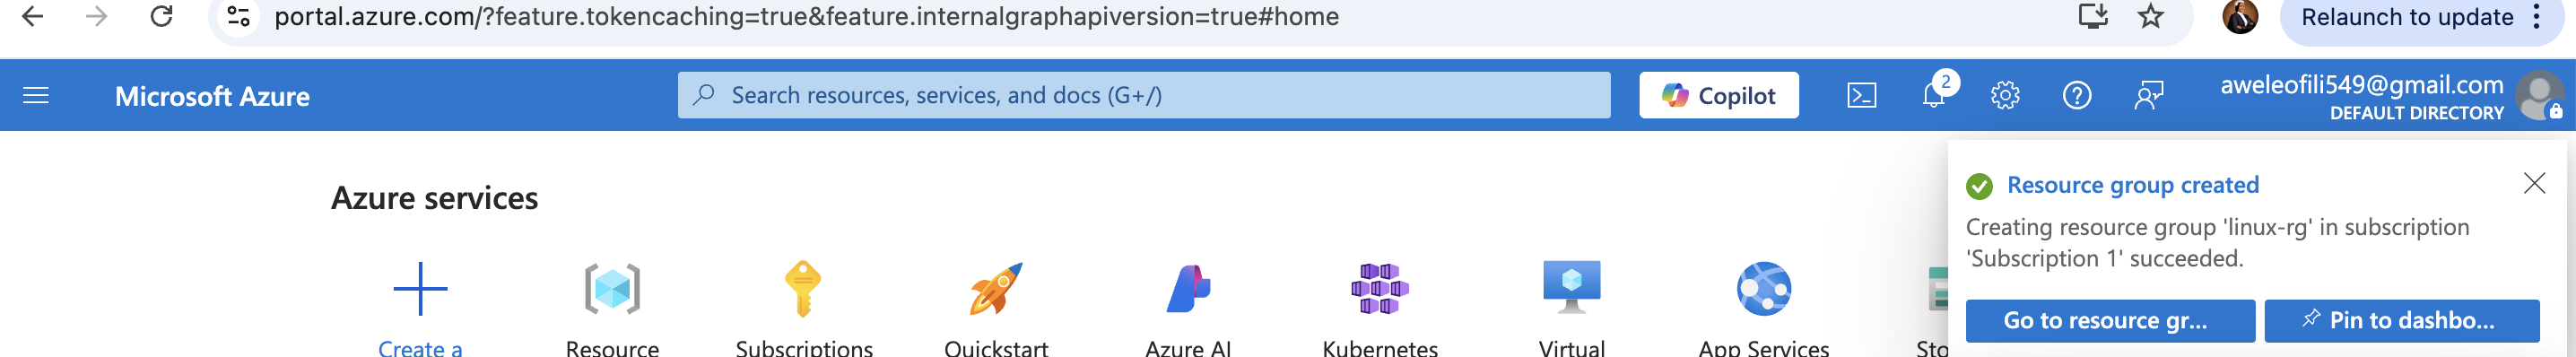 portal.azure.com/?feature.tokencaching=true&feature.internalgraphapiversion=true#home
Relaunch to update
Microsoft Azure
Search resources, services, and docs (G+/)
Copilot
2
aweleofili549@gmail.com
DEFAULT DIRECTORY
Azure services
Resource group created
Creating resource group 'linux-rg' in subscription
'Subscription 1' succeeded.
Go to resource gr...
Pin to dashbo...
Create a
Resource
Subscriptions
Quickstart
Azure AI
Kubernetes
Virtual
App Services
Sto